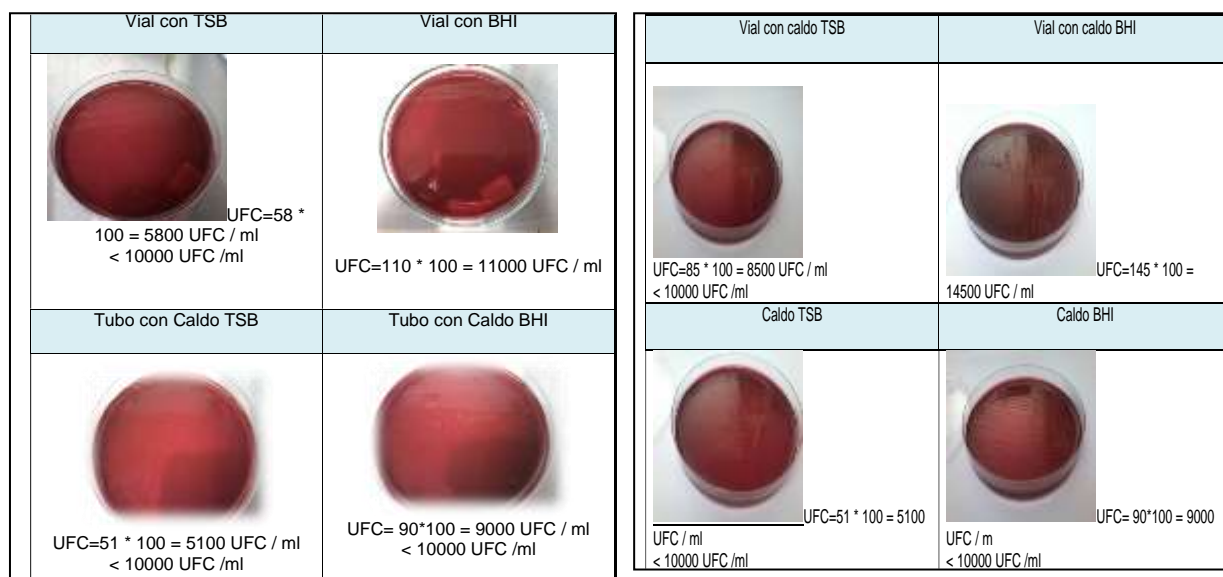 Vial con TSB
Vial con BHI
UFC=58 *
100 = 5800 UFC / ml
< 10000 UFC /ml
UFC=110 * 100 = 11000 UFC / ml
Tubo con Caldo TSB
Tubo con Caldo BHI
UFC=51 * 100 = 5100 UFC / ml
< 10000 UFC /ml
UFC= 90*100 = 9000 UFC / ml
< 10000 UFC /ml
Vial con caldo TSB
Vial con caldo BHI
UFC=85 * 100 = 8500 UFC / ml
< 10000 UFC /ml
UFC=145 * 100 =
14500 UFC / ml
Caldo TSB
Caldo BHI
UFC=51 * 100 = 5100
UFC / ml
< 10000 UFC /ml
UFC= 90*100 = 9000
UFC / m
< 10000 UFC /ml